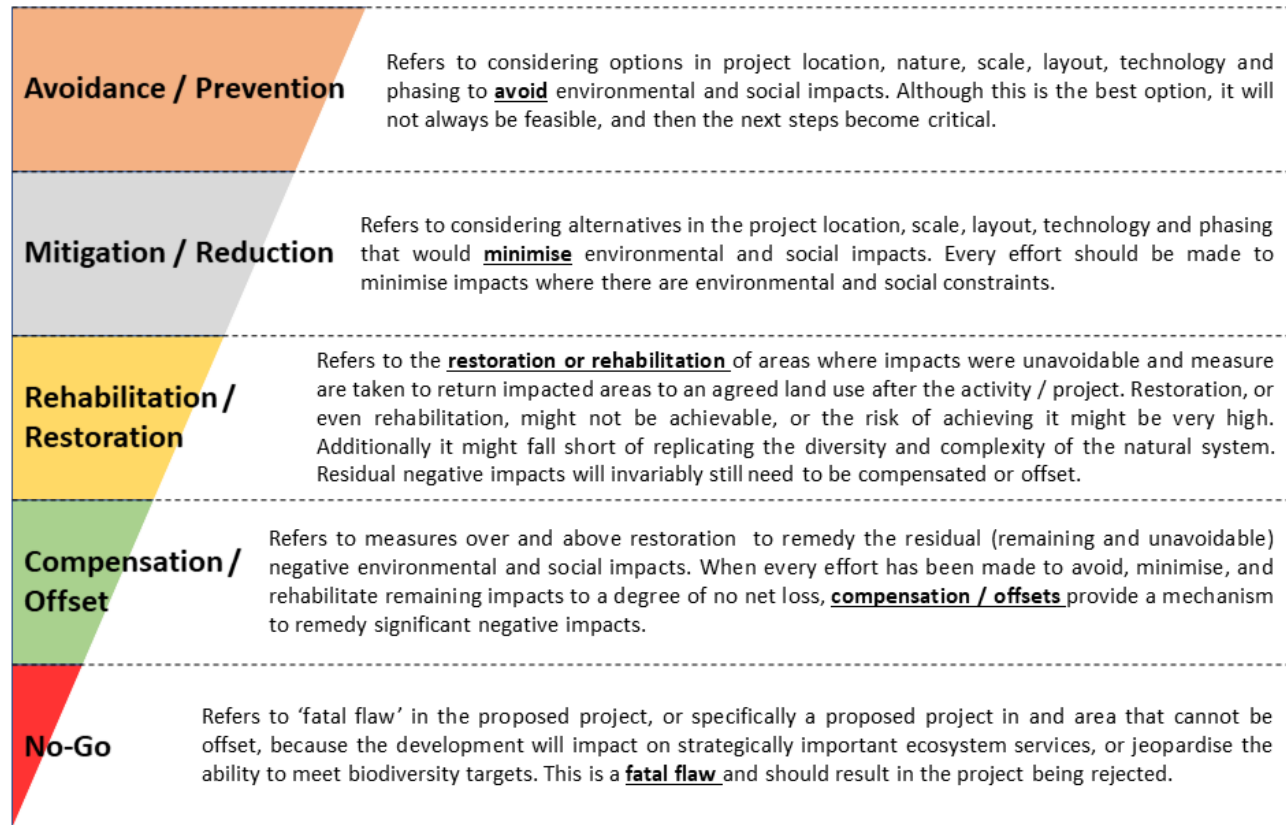 Avoidance / Prevention
Refers to considering options in project location, nature, scale, layout, technology and
phasing to avoid environmental and social impacts. Although this is the best option, it will
not always be feasible, and then the next steps become critical.
Mitigation / Reduction
Refers to considering alternatives in the project location, scale, layout, technology and phasing
that would minimise environmental and social impacts. Every effort should be made to
minimise impacts where there are environmental and social constraints.
Rehabilitation /
Restoration
Refers to the restoration or rehabilitation of areas where impacts were unavoidable and measure
are taken to return impacted areas to an agreed land use after the activity / project. Restoration, or
even rehabilitation, might not be achievable, or the risk of achieving it might be very high.
Additionally it might fall short of replicating the diversity and complexity of the natural system.
Residual negative impacts will invariably still need to be compensated or offset.
Compensation /
Offset
Refers to measures over and above restoration to remedy the residual (remaining and unavoidable)
negative environmental and social impacts. When every effort has been made to avoid, minimise, and
rehabilitate remaining impacts to a degree of no net loss, compensation / offsets provide a mechanism
to remedy significant negative impacts.
No-Go
Refers to ‘fatal flaw’ in the proposed project, or specifically a proposed project in and area that cannot be
offset, because the development will impact on strategically important ecosystem services, or jeopardise the
ability to meet biodiversity targets. This is a fatal flaw and should result in the project being rejected.